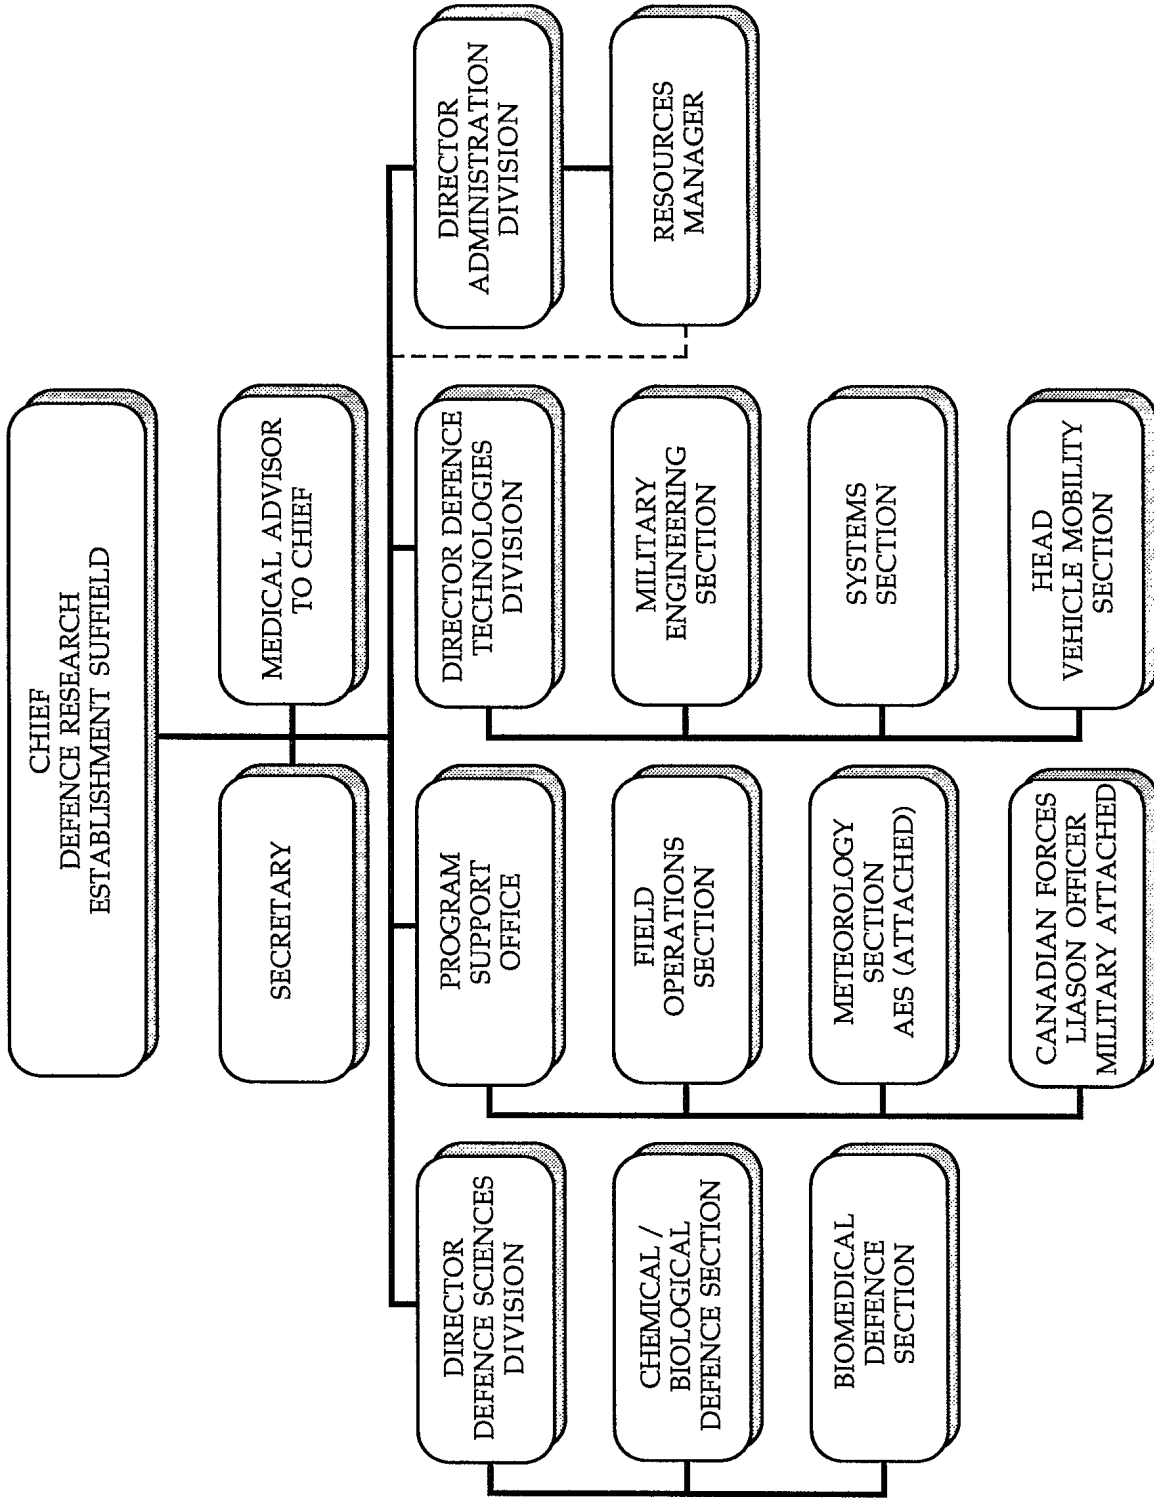 CHIEF
DEFENCE RESEARCH
ESTABLISHMENT SUFFIELD
SECRETARY
MEDICAL ADVISOR
TO CHIEF
DIRECTOR
DEFENCE SCIENCES
DIVISION
PROGRAM
SUPPORT
OFFICE
DIRECTOR DEFENCE
TECHNOLOGIES
DIVISION
DIRECTOR
ADMINISTRATION
DIVISION
CHEMICAL /
BIOLOGICAL
DEFENCE SECTION
FIELD
OPERATIONS
SECTION
MILITARY
ENGINEERING
SECTION
RESOURCES
MANAGER
BIOMEDICAL
DEFENCE
SECTION
METEOROLOGY
SECTION
AES (ATTACHED)
SYSTEMS
SECTION
CANADIAN FORCES
LIASON OFFICER
MILITARY ATTACHED
HEAD
VEHICLE MOBILITY
SECTION